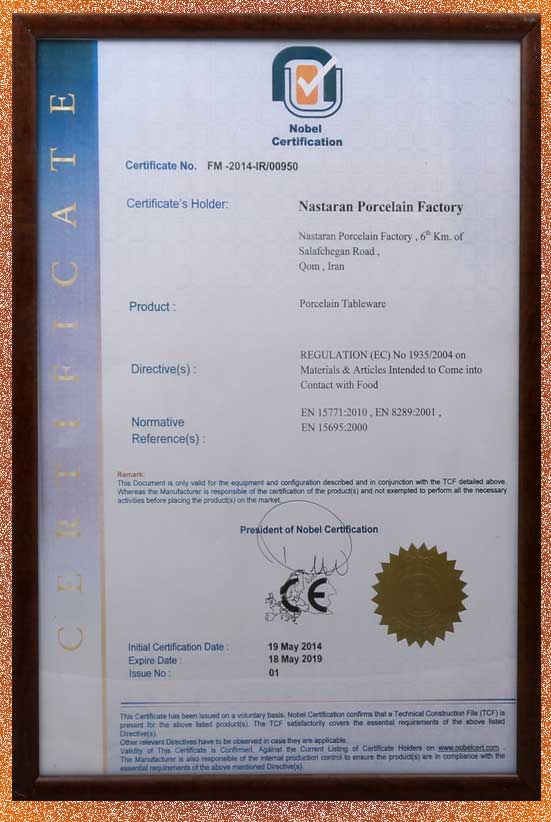 CERTIFICATE
Nobel
Certification
Certificate No. FM -2014-IR/00950
Certificate's Holder: Nastaran Porcelain Factory
Nastaran Porcelain Factory , 6th Km. of
Salafchegan Road ,
Qom , Iran
Product : Porcelain Tableware
Directive(s) : REGULATION (EC) No 1935/2004 on
Materials & Articles Intended to Come into
Contact with Food
Normative
Reference(s) :
EN 15771:2010 , EN 8289:2001 ,
EN 15695:2000
Remark:
This Document is only valid for the equipment and configuration described and in conjunction with the TCF detailed above.
Whereas the Manufacturer is responsible of the certification of the product(s) and not exempted to perform all the necessary
activities before placing the product(s) on the market.
President of Nobel Certification
CE
Initial Certification Date : 19 May 2014
Expire Date : 18 May 2019
Issue No : 01
This Certificate has been issued on a voluntary basis. Nobel Certification confirms that a Technical Construction File (TCF) is
present for the above listed product(s). The TCF satisfactorily covers the essential requirements of the above listed
Directive(s).
Other relevant Directives have to be observed in case they are applicable.
Validity of This Certificate is Confirmed, Against the Current Listing of Certificate Holders on www.nobelcert.com .
The Manufacturer is also responsible of the internal production control to ensure the product(s) are in compliance with the
essential requirements of the above mentioned Directive(s).